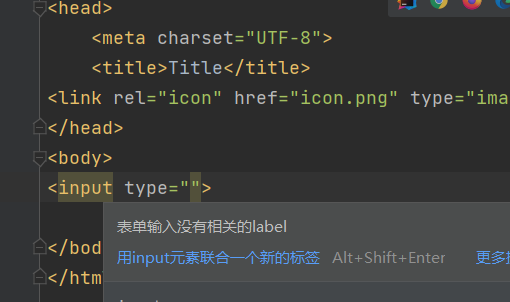 <head>
<meta charset="UTF-8">
<title>Title</title>
<link rel="icon" href="icon.png" type="ima
</head>
<body>
<input type="">
表单输入没有相关的label
用input元素联合一个新的标签 Alt+Shift+Enter 更多
</bod
</htm